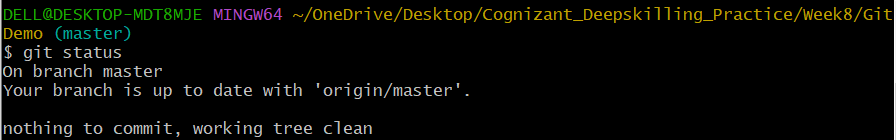 DELL@DESKTOP-MDT8MJE MINGW64 ~/OneDrive/Desktop/Cognizant_Deepskilling_Practice/Week8/Git
Demo (master)
$ git status
On branch master
Your branch is up to date with 'origin/master'.
nothing to commit, working tree clean